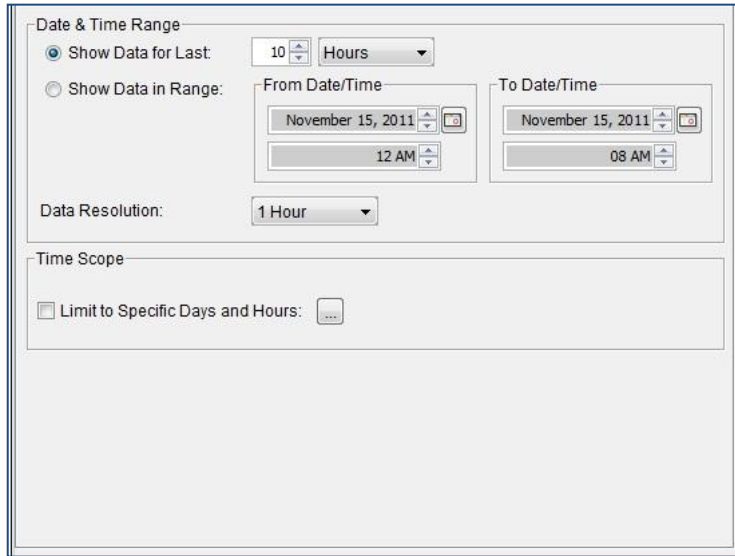 Date & Time Range
Show Data for Last: 10 Hours
Show Data in Range: From Date/Time To Date/Time
November 15, 2011 November 15, 2011
12 AM 08 AM
Data Resolution: 1 Hour
Time Scope
Limit to Specific Days and Hours: ...